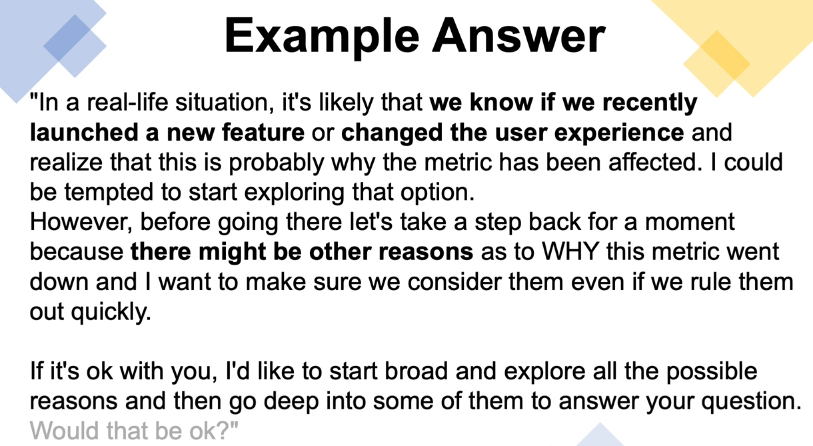 Example Answer
"In a real-life situation, it's likely that we know if we recently
launched a new feature or changed the user experience and
realize that this is probably why the metric has been affected. I could
be tempted to start exploring that option.
However, before going there let's take a step back for a moment
because there might be other reasons as to WHY this metric went
down and I want to make sure we consider them even if we rule them
out quickly.
If it's ok with you, I'd like to start broad and explore all the possible
reasons and then go deep into some of them to answer your question.
Would that be ok?"